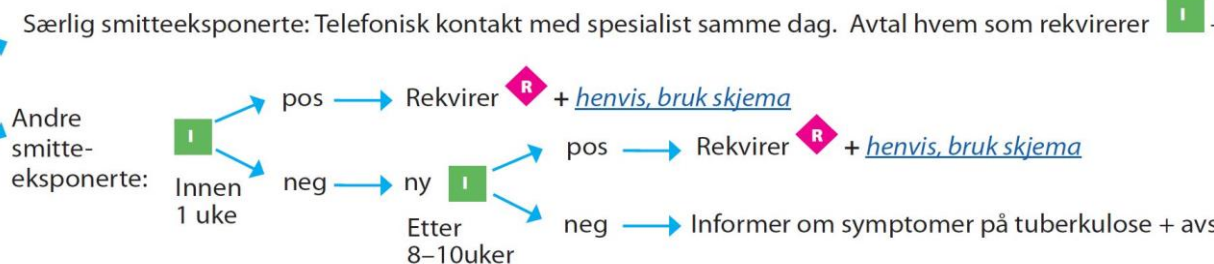 Særlig smitteeksponerte: Telefonisk kontakt med spesialist samme dag. Avtal hvem som rekvirerer I
Andre
smitte-
eksponerte:
I
Innen
1 uke
pos Rekvirer R + henvis, bruk skjema
neg ny I
Etter
8–10uker
pos Rekvirer R + henvis, bruk skjema
neg Informer om symptomer på tuberkulose + avs